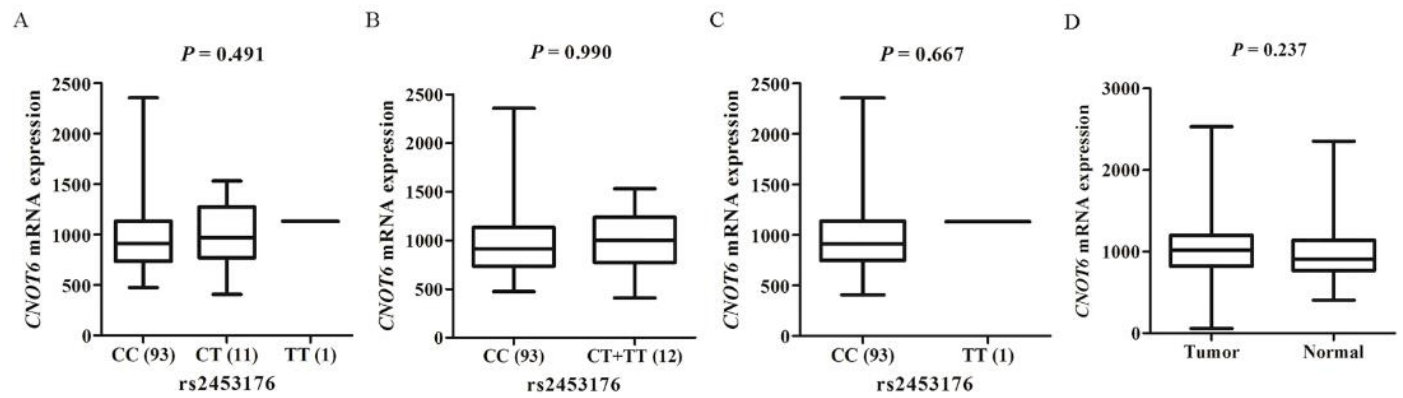 A
P = 0.491
CNOT6 mRNA expression
2500
2000
1500
1000
500
0
CC (93) CT (11) TT (1)
rs2453176
B
P = 0.990
CNOT6 mRNA expression
2500
2000
1500
1000
500
0
CC (93) CT+TT (12)
rs2453176
C
P = 0.667
CNOT6 mRNA expression
2500
2000
1500
1000
500
0
CC (93) TT (1)
rs2453176
D
P = 0.237
CNOT6 mRNA expression
3000
2000
1000
0
Tumor Normal